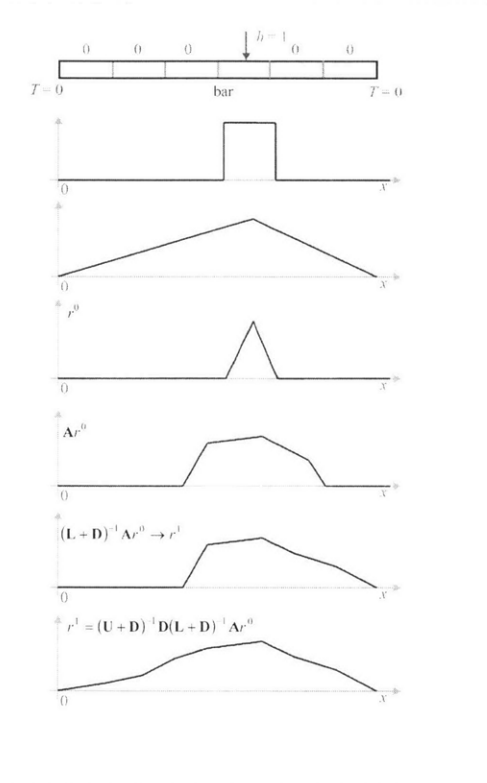 h = 1
0 0 0 0 0
T = 0 bar T = 0
0 x
0 x
r⁰
0 x
Ar⁰
0 x
(L + D)⁻¹ Ar⁰ → r¹
0 x
r¹ = (U + D)⁻¹ D(L + D)⁻¹ Ar⁰
0 x